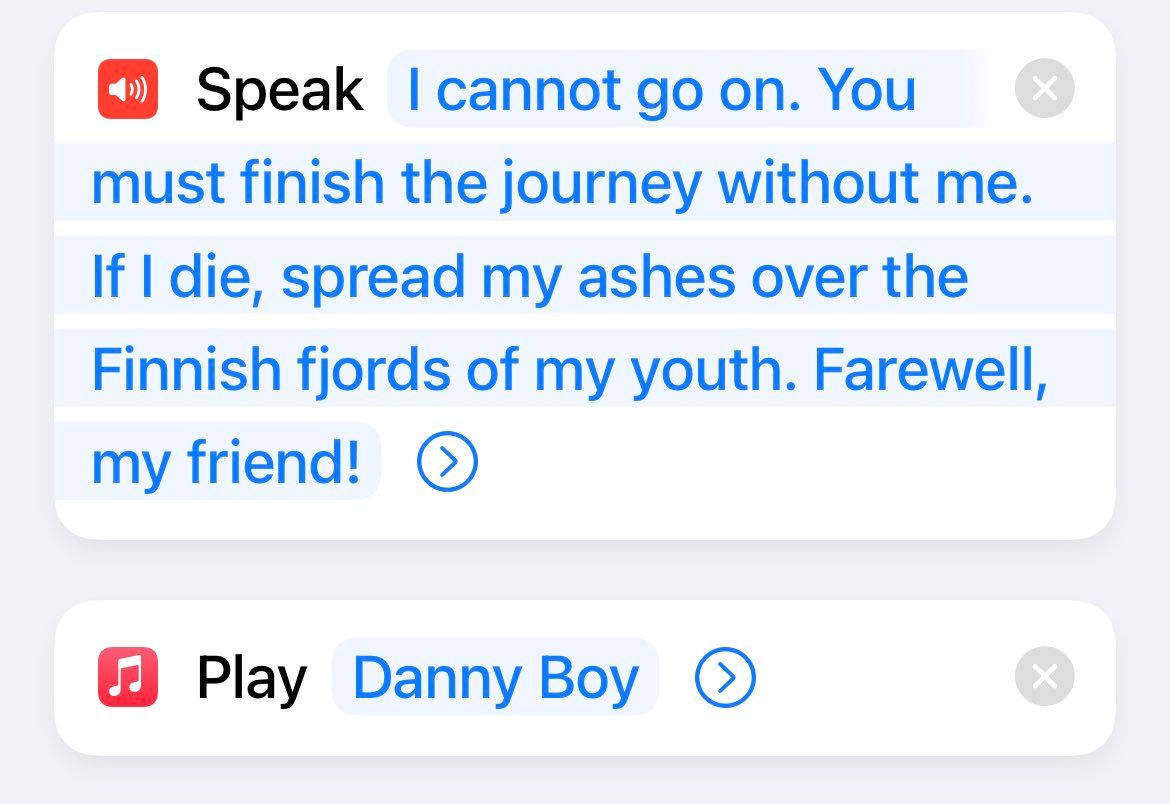 Speak I cannot go on. You
must finish the journey without me.
If I die, spread my ashes over the
Finnish fjords of my youth. Farewell,
my friend!
Play Danny Boy